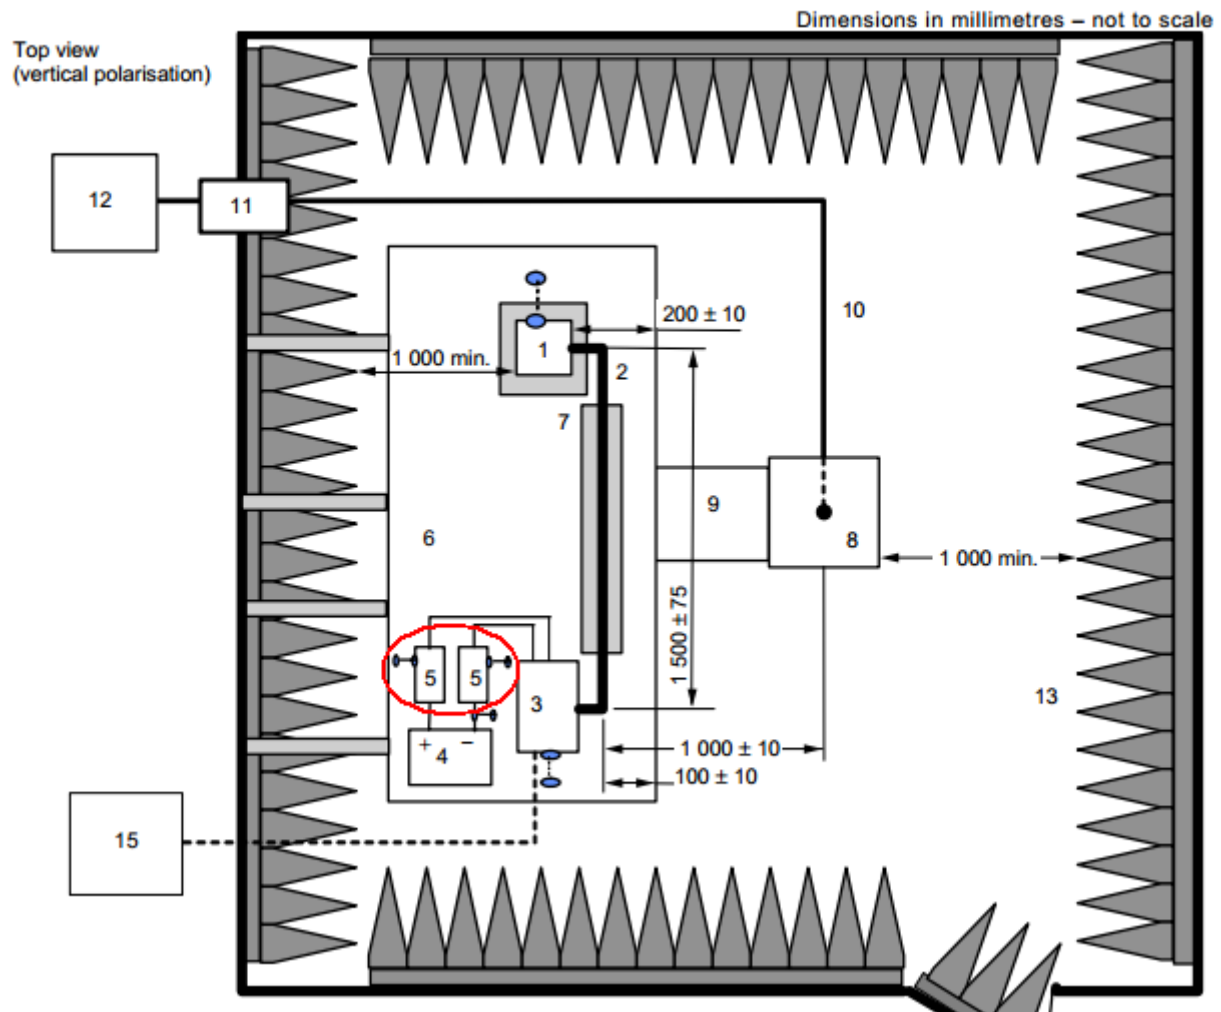 Dimensions in millimetres – not to scale
Top view
(vertical polarisation)
12
11
10
200 ± 10
1
1 000 min.
2
7
9
6
8
1 000 min.
1 500 ± 75
5
5
3
13
+ −
4
1 000 ± 10
100 ± 10
15